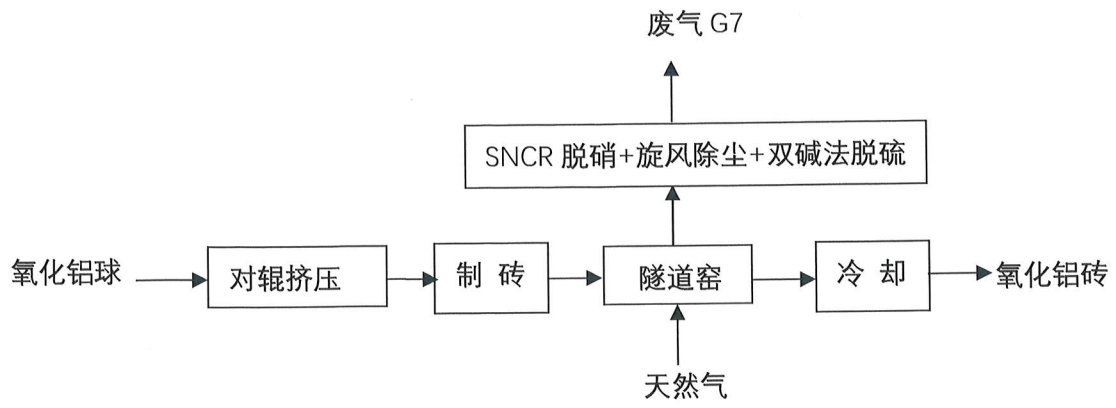 废气 G7
SNCR 脱硝+旋风除尘+双碱法脱硫
氧化铝球
对辊挤压
制 砖
隧道窑
冷 却
氧化铝砖
天然气